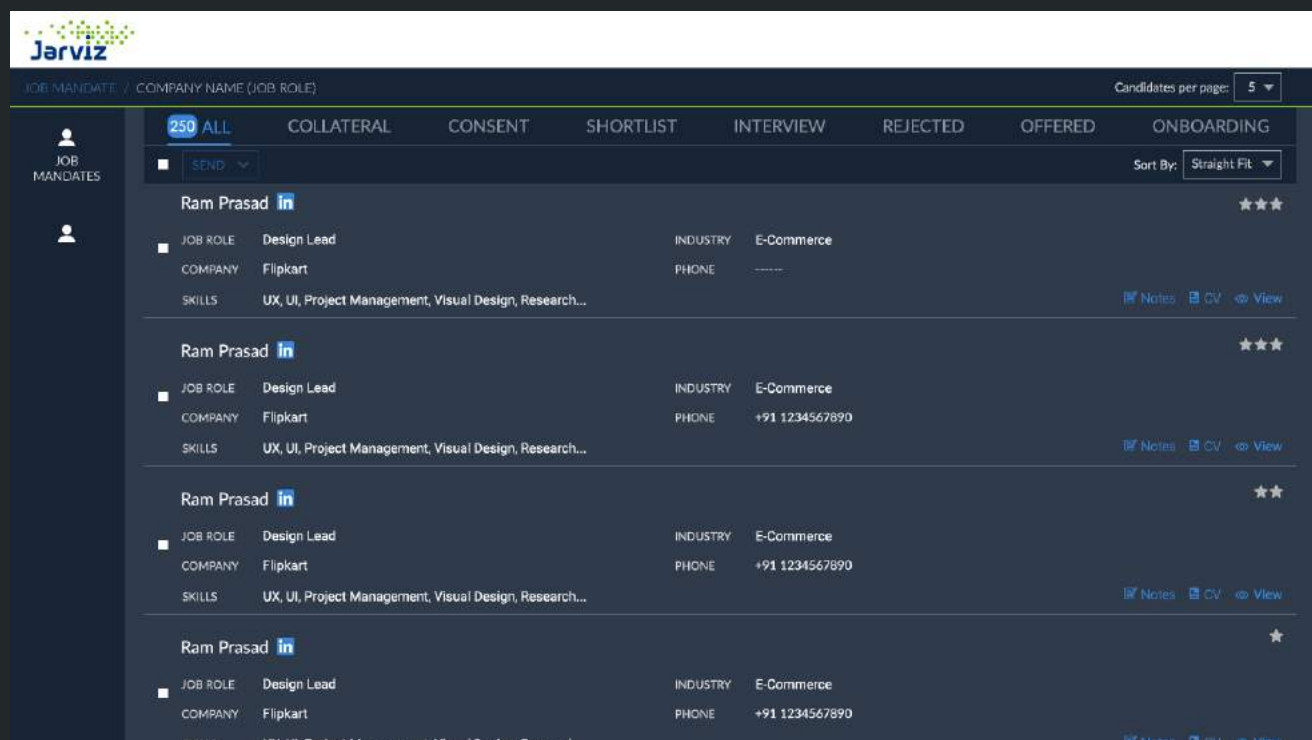 Jarviz
JOB MANDATE / COMPANY NAME (JOB ROLE)
Candidates per page: 5
JOB
MANDATES
250 ALL COLLATERAL CONSENT SHORTLIST INTERVIEW REJECTED OFFERED ONBOARDING
SEND
Sort By: Straight Fit
Ram Prasad in
JOB ROLE Design Lead INDUSTRY E-Commerce
COMPANY Flipkart PHONE ------
SKILLS UX, UI, Project Management, Visual Design, Research... Notes CV View
Ram Prasad in
JOB ROLE Design Lead INDUSTRY E-Commerce
COMPANY Flipkart PHONE +91 1234567890
SKILLS UX, UI, Project Management, Visual Design, Research... Notes CV View
Ram Prasad in
JOB ROLE Design Lead INDUSTRY E-Commerce
COMPANY Flipkart PHONE +91 1234567890
SKILLS UX, UI, Project Management, Visual Design, Research... Notes CV View
Ram Prasad in
JOB ROLE Design Lead INDUSTRY E-Commerce
COMPANY Flipkart PHONE +91 1234567890